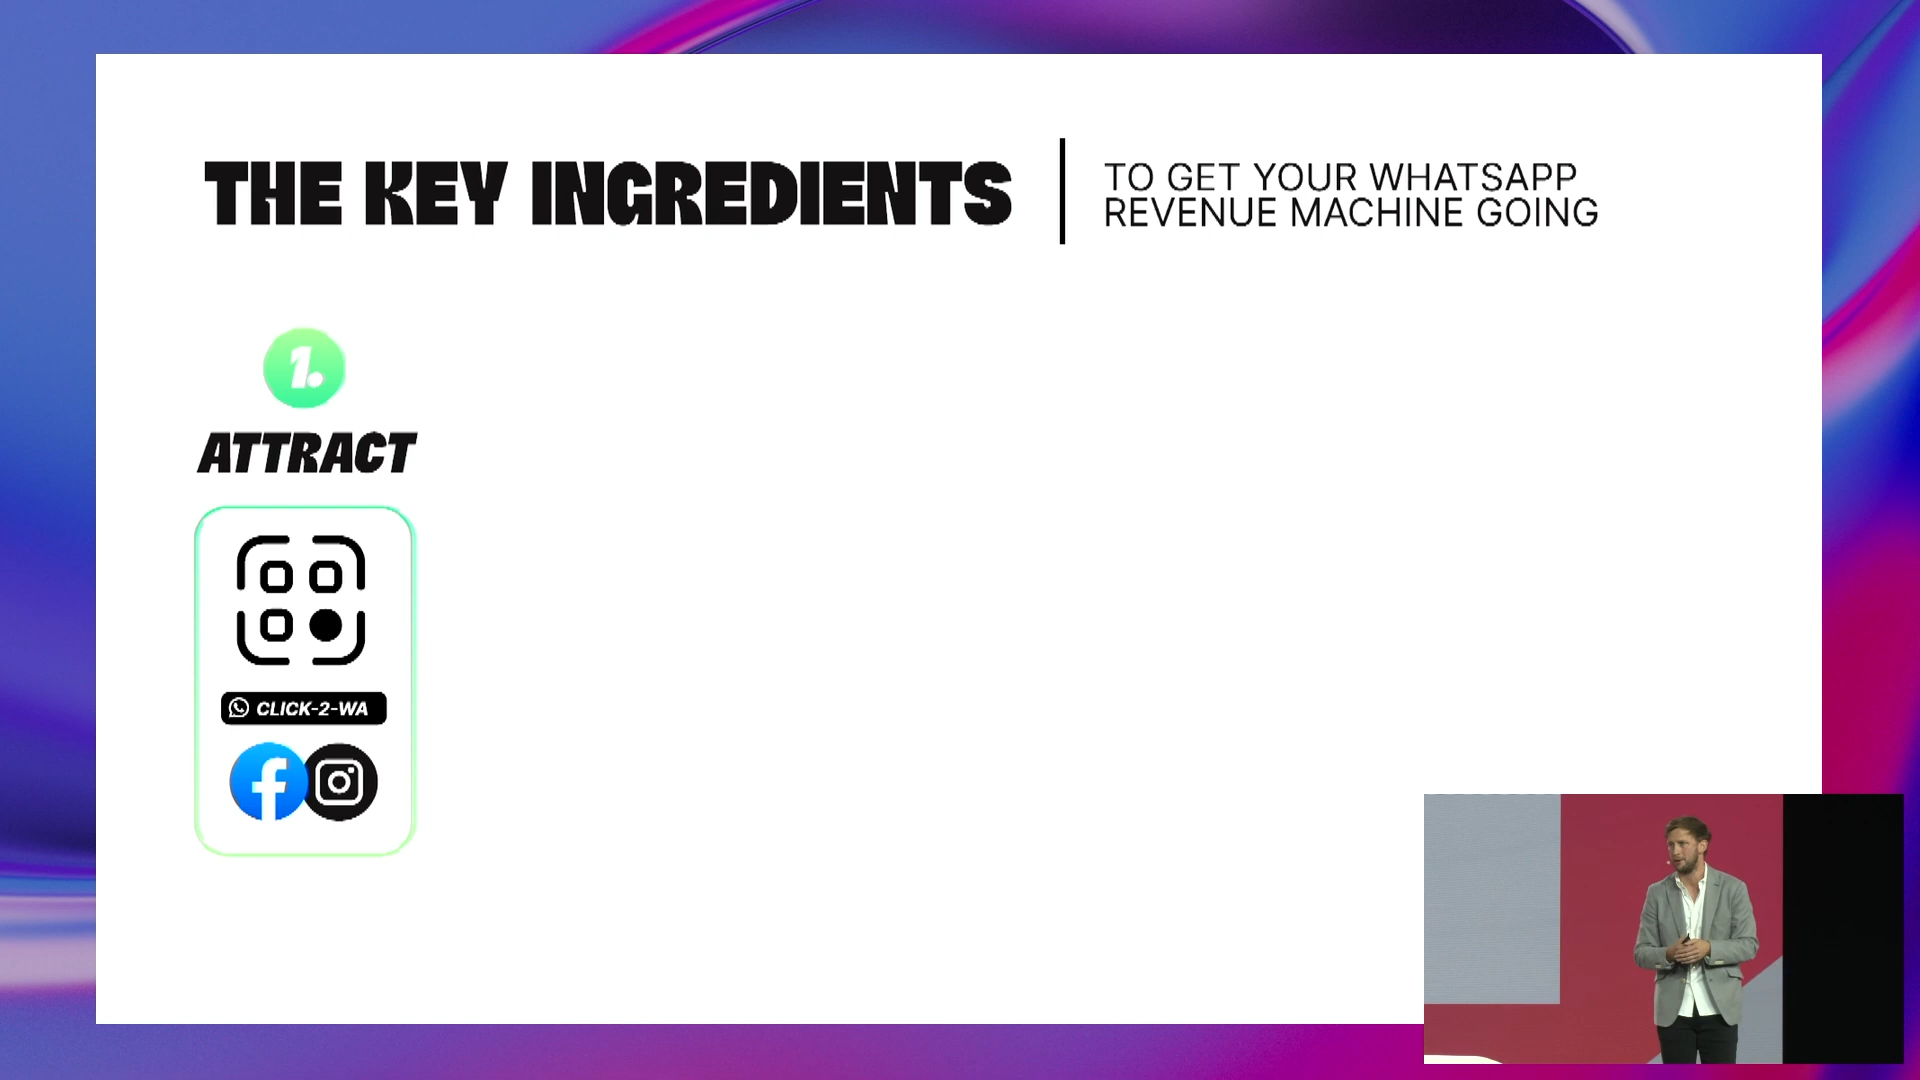 THE KEY INGREDIENTS
TO GET YOUR WHATSAPP
REVENUE MACHINE GOING
1.
ATTRACT
CLICK-2-WA